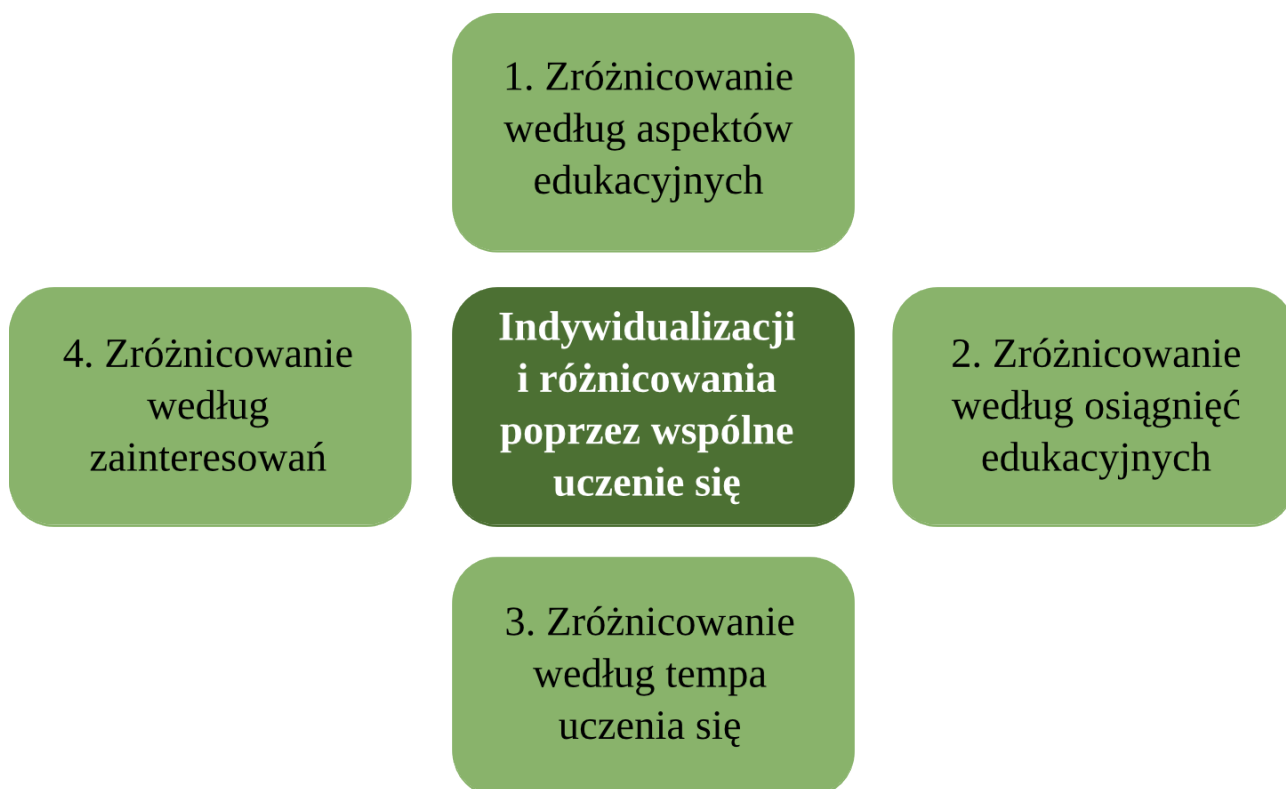 1. Zróżnicowanie
według aspektów
edukacyjnych
4. Zróżnicowanie
według
zainteresowań
Indywidualizacji
i różnicowania
poprzez wspólne
uczenie się
2. Zróżnicowanie
według osiągnięć
edukacyjnych
3. Zróżnicowanie
według tempa
uczenia się